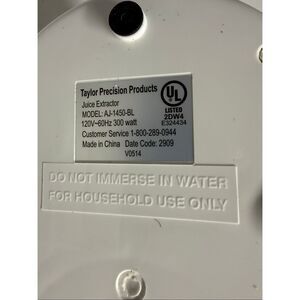 Taylor Precision Products
Juice Extractor
MODEL: AJ-1450-BL
120V~60Hz 300 watt
Customer Service 1-800-289-0944
Made in China Date Code: 2909
V0514
UL
LISTED
2DW4
E324434
DO NOT IMMERSE IN WATER
FOR HOUSEHOLD USE ONLY